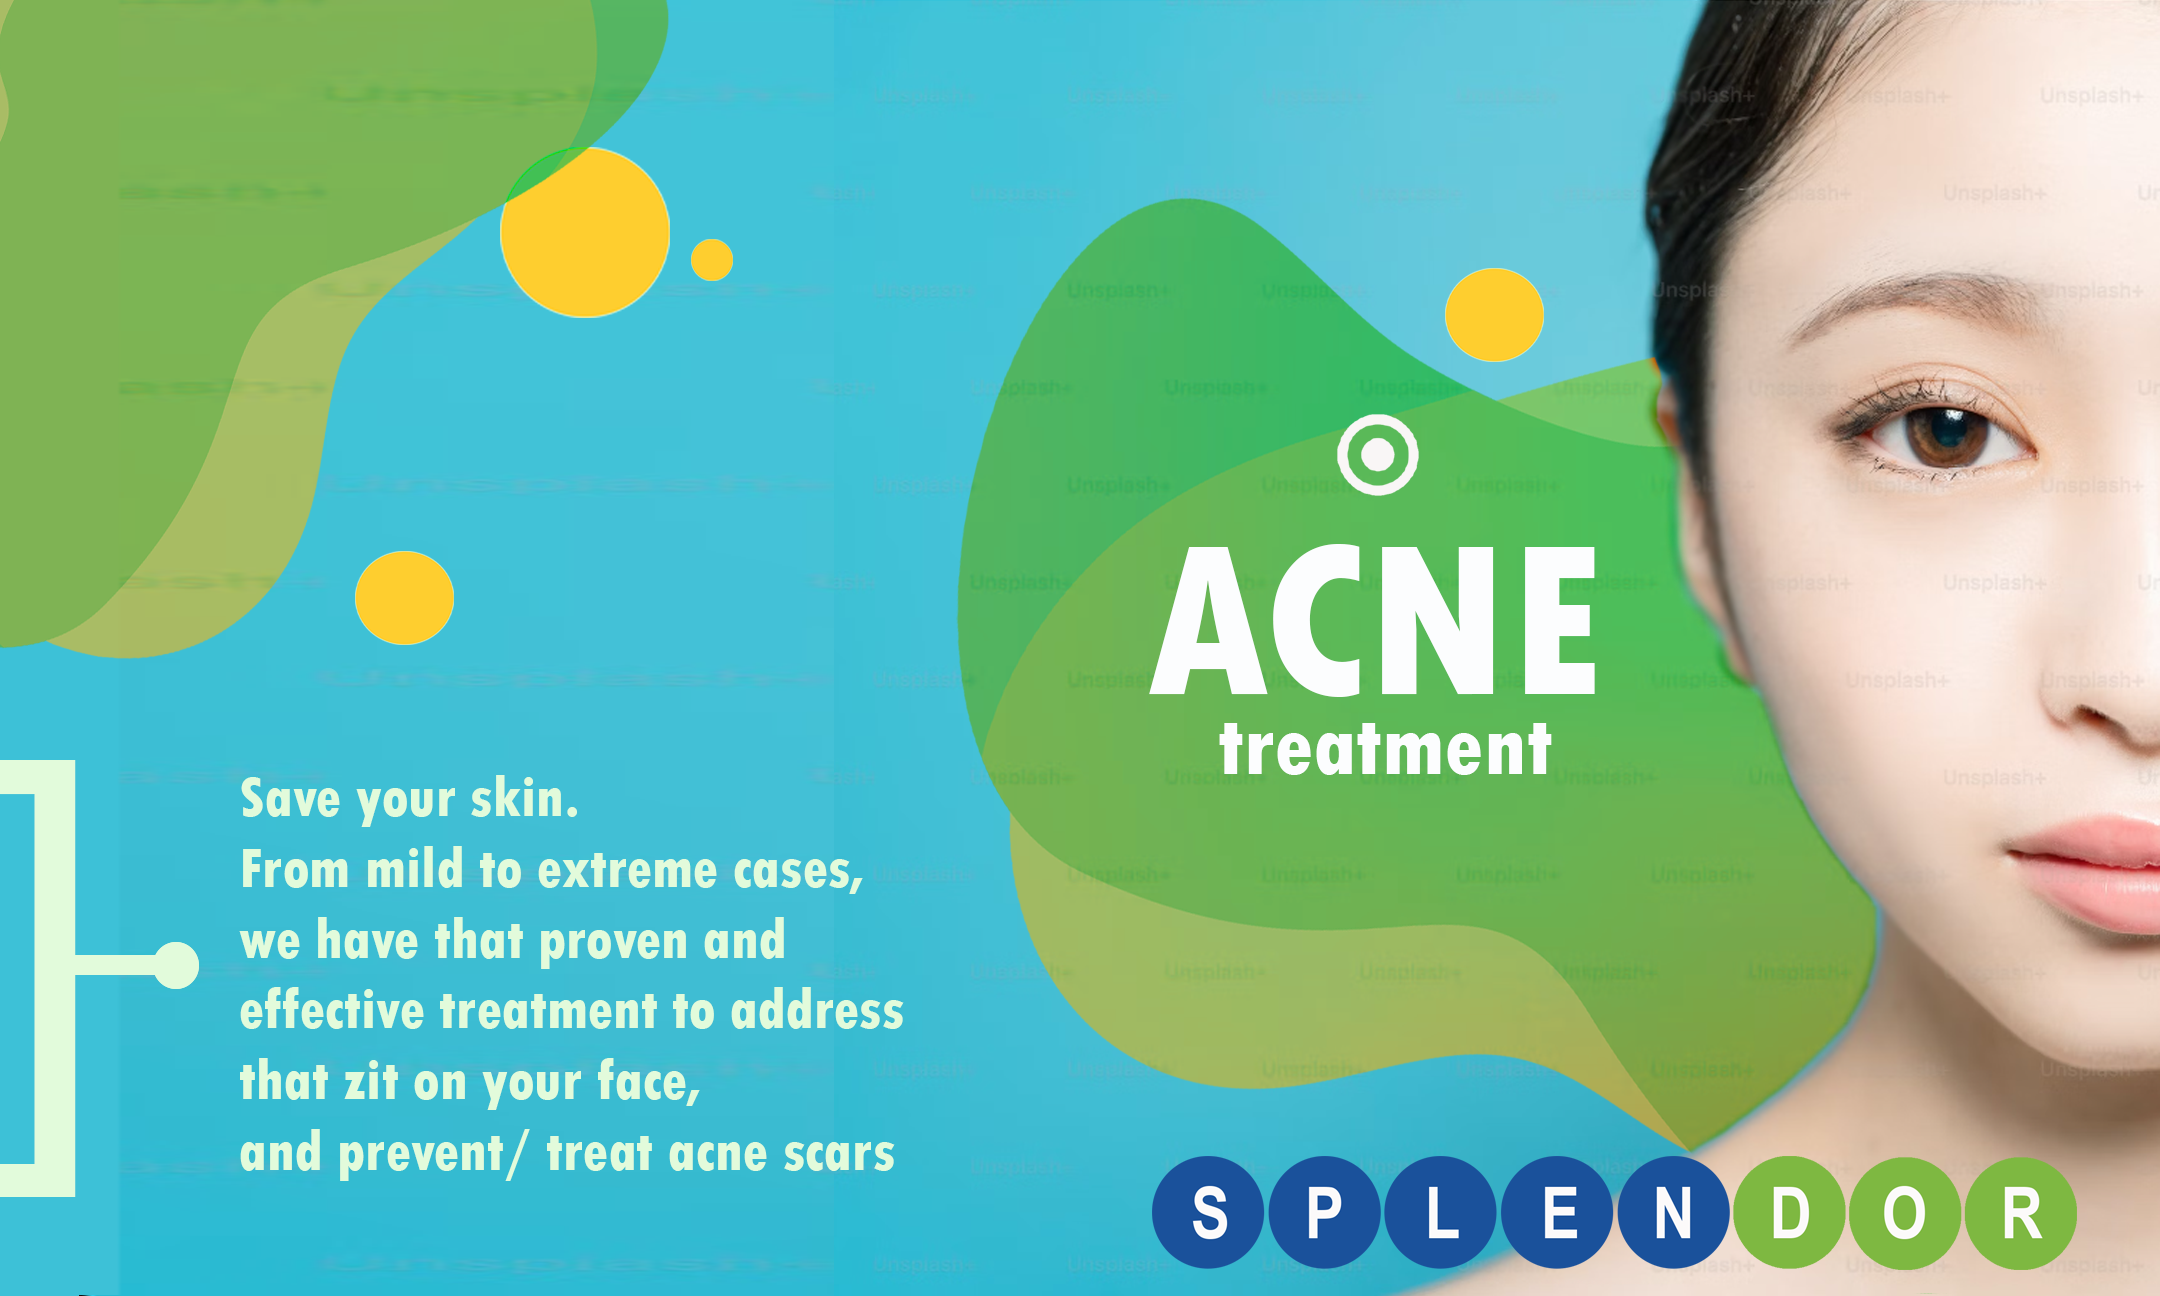 ACNE
treatment
Save your skin.
From mild to extreme cases,
we have that proven and
effective treatment to address
that zit on your face,
and prevent/ treat acne scars
SPLENDOR
Unsplash+